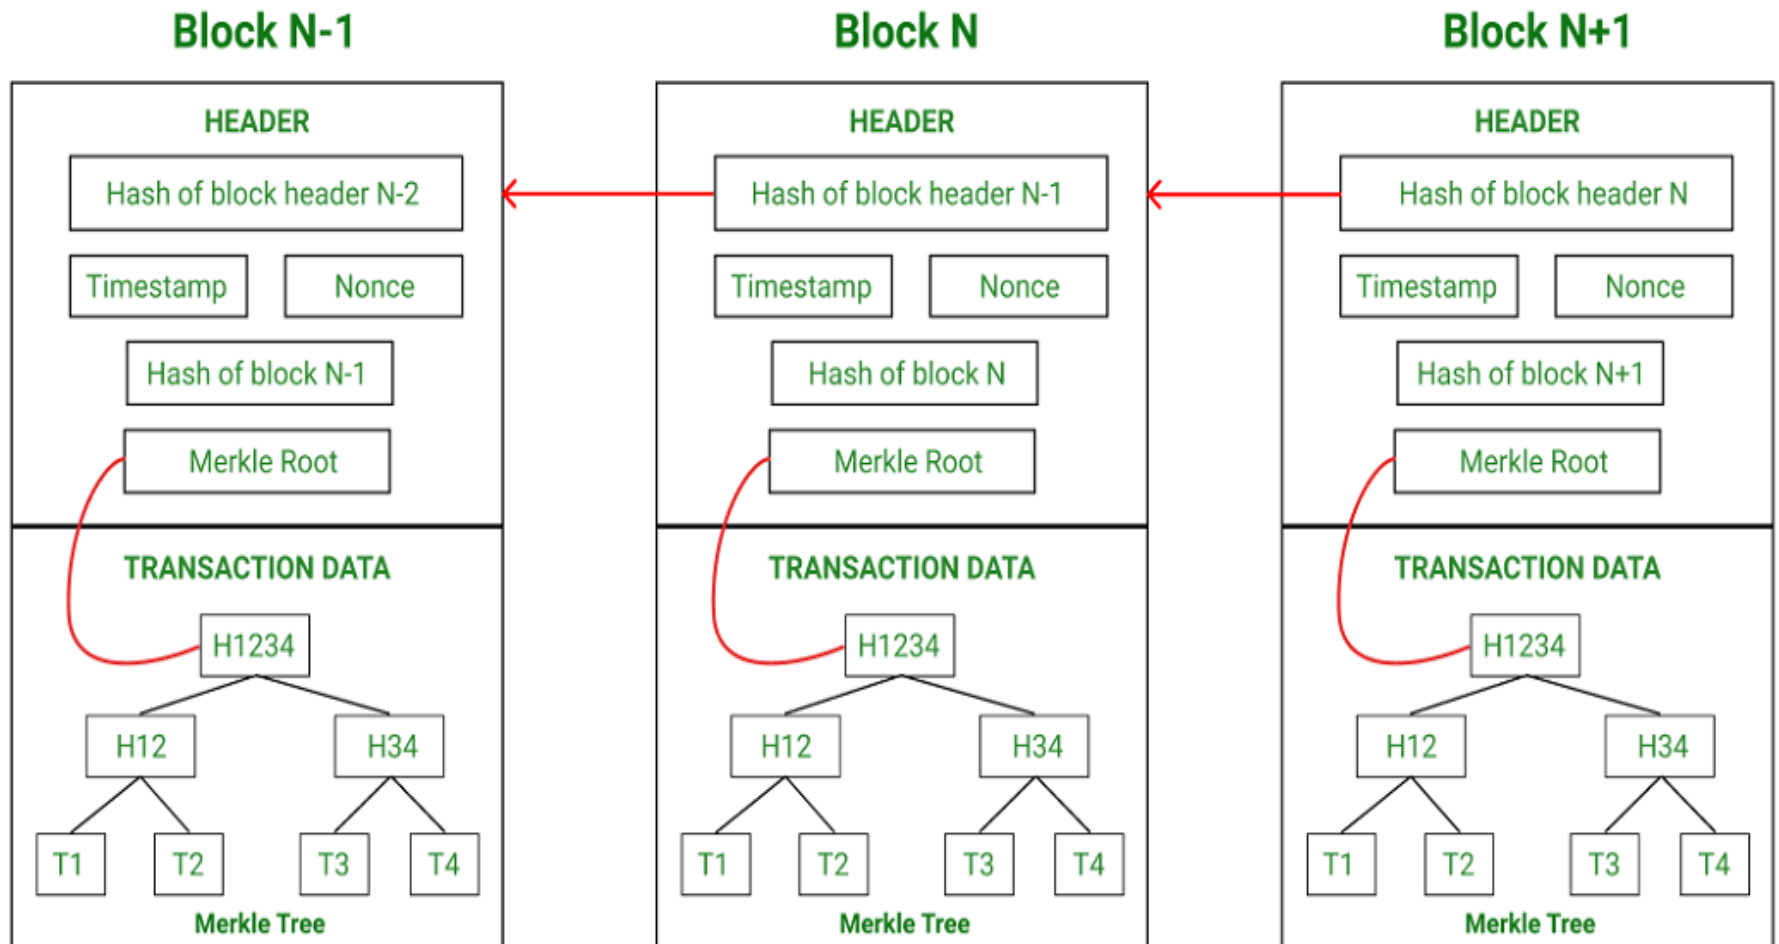 Block N-1
HEADER
Hash of block header N-2
Timestamp
Nonce
Hash of block N-1
Merkle Root
TRANSACTION DATA
H1234
H12
H34
T1
T2
T3
T4
Merkle Tree
Block N
HEADER
Hash of block header N-1
Timestamp
Nonce
Hash of block N
Merkle Root
TRANSACTION DATA
H1234
H12
H34
T1
T2
T3
T4
Merkle Tree
Block N+1
HEADER
Hash of block header N
Timestamp
Nonce
Hash of block N+1
Merkle Root
TRANSACTION DATA
H1234
H12
H34
T1
T2
T3
T4
Merkle Tree